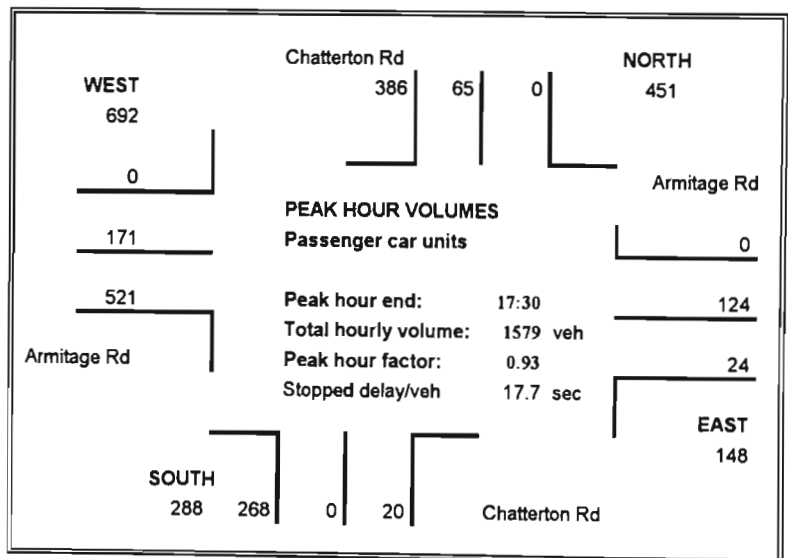 Chatterton Rd NORTH
WEST 386 65 0 451
692
0 Armitage Rd
PEAK HOUR VOLUMES
171 Passenger car units 0
521 Peak hour end: 17:30 124
Total hourly volume: 1579 veh
Armitage Rd Peak hour factor: 0.93 24
Stopped delay/veh 17.7 sec
EAST
148
SOUTH
288 268 0 20 Chatterton Rd